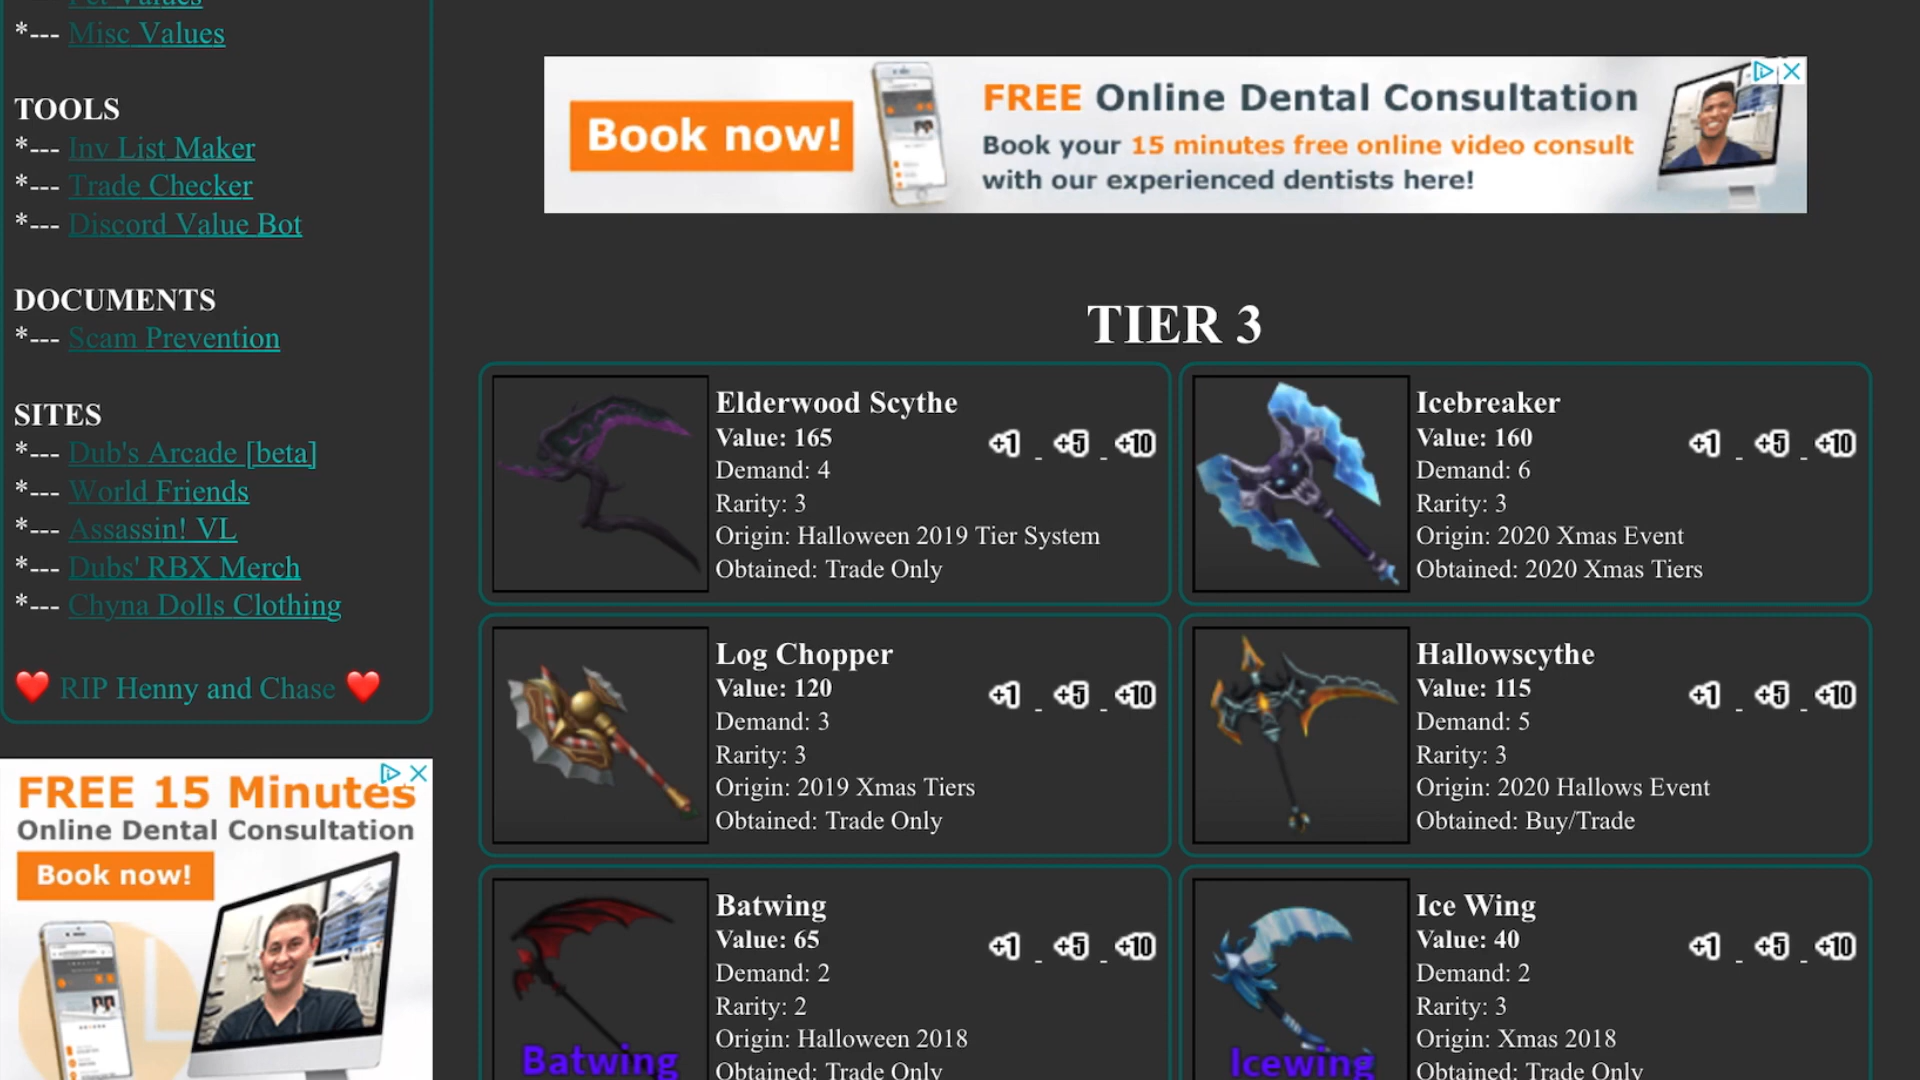 Pet Values
*--- Misc Values
TOOLS
*--- Inv List Maker
*--- Trade Checker
*--- Discord Value Bot
DOCUMENTS
*--- Scam Prevention
SITES
*--- Dub's Arcade [beta]
*--- World Friends
*--- Assassin! VL
*--- Dubs' RBX Merch
*--- Chyna Dolls Clothing
❤️ RIP Henny and Chase ❤️
FREE 15 Minutes
Online Dental Consultation
Book now!
Book now!
FREE Online Dental Consultation
Book your 15 minutes free online video consult
with our experienced dentists here!
TIER 3
Elderwood Scythe
Value: 165
Demand: 4
Rarity: 3
Origin: Halloween 2019 Tier System
Obtained: Trade Only
+1 - +5 - +10
Icebreaker
Value: 160
Demand: 6
Rarity: 3
Origin: 2020 Xmas Event
Obtained: 2020 Xmas Tiers
+1 - +5 - +10
Log Chopper
Value: 120
Demand: 3
Rarity: 3
Origin: 2019 Xmas Tiers
Obtained: Trade Only
+1 - +5 - +10
Hallowscythe
Value: 115
Demand: 5
Rarity: 3
Origin: 2020 Hallows Event
Obtained: Buy/Trade
+1 - +5 - +10
Batwing
Batwing
Value: 65
Demand: 2
Rarity: 2
Origin: Halloween 2018
Obtained: Trade Only
+1 - +5 - +10
Icewing
Ice Wing
Value: 40
Demand: 2
Rarity: 3
Origin: Xmas 2018
Obtained: Trade Only
+1 - +5 - +10